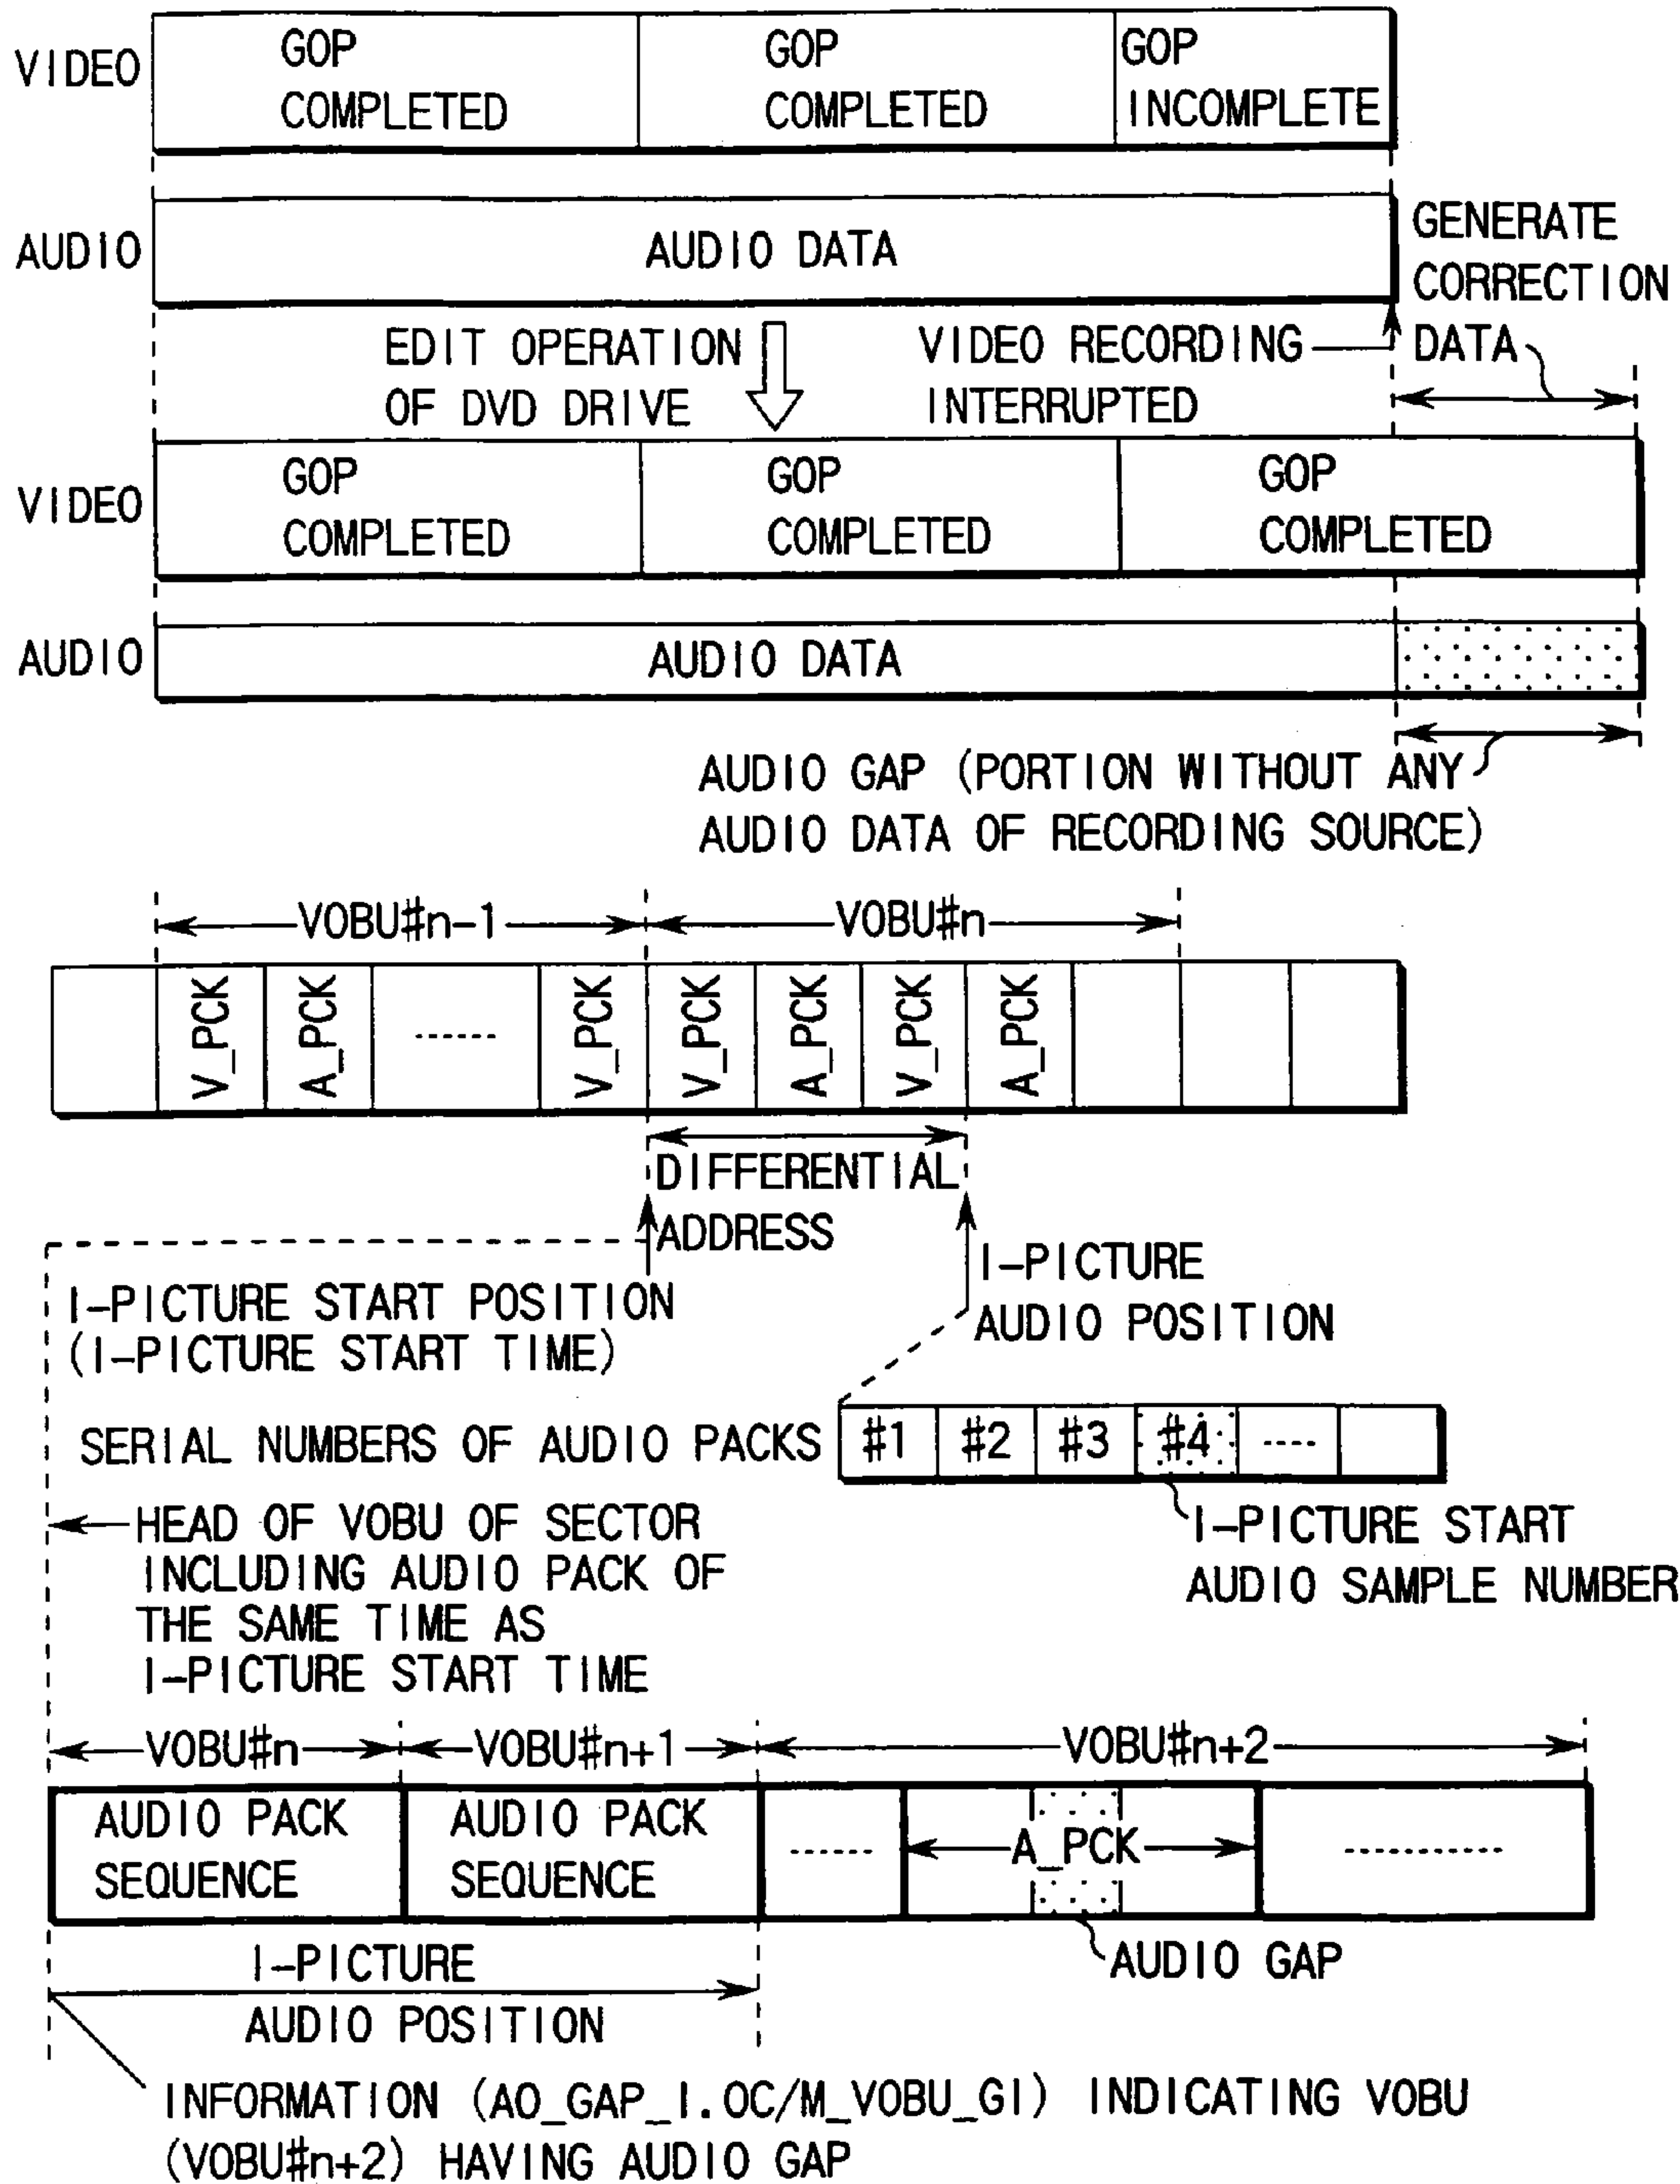 VIDEO
GOP
COMPLETED
GOP
COMPLETED
GOP
INCOMPLETE
AUDIO
AUDIO DATA
GENERATE
CORRECTION
DATA
EDIT OPERATION
OF DVD DRIVE
VIDEO RECORDING
INTERRUPTED
VIDEO
GOP
COMPLETED
GOP
COMPLETED
GOP
COMPLETED
AUDIO
AUDIO DATA
AUDIO GAP (PORTION WITHOUT ANY
AUDIO DATA OF RECORDING SOURCE)
VOBU#n-1
VOBU#n
V_PCK
A_PCK
V_PCK
V_PCK
A_PCK
V_PCK
A_PCK
DIFFERENTIAL
ADDRESS
I-PICTURE START POSITION
(I-PICTURE START TIME)
I-PICTURE
AUDIO POSITION
SERIAL NUMBERS OF AUDIO PACKS
#1
#2
#3
#4
I-PICTURE START
AUDIO SAMPLE NUMBER
HEAD OF VOBU OF SECTOR
INCLUDING AUDIO PACK OF
THE SAME TIME AS
I-PICTURE START TIME
VOBU#n
VOBU#n+1
VOBU#n+2
AUDIO PACK
SEQUENCE
AUDIO PACK
SEQUENCE
A_PCK
AUDIO GAP
I-PICTURE
AUDIO POSITION
INFORMATION (AO_GAP_I.OC/M_VOBU_GI) INDICATING VOBU
(VOBU#n+2) HAVING AUDIO GAP